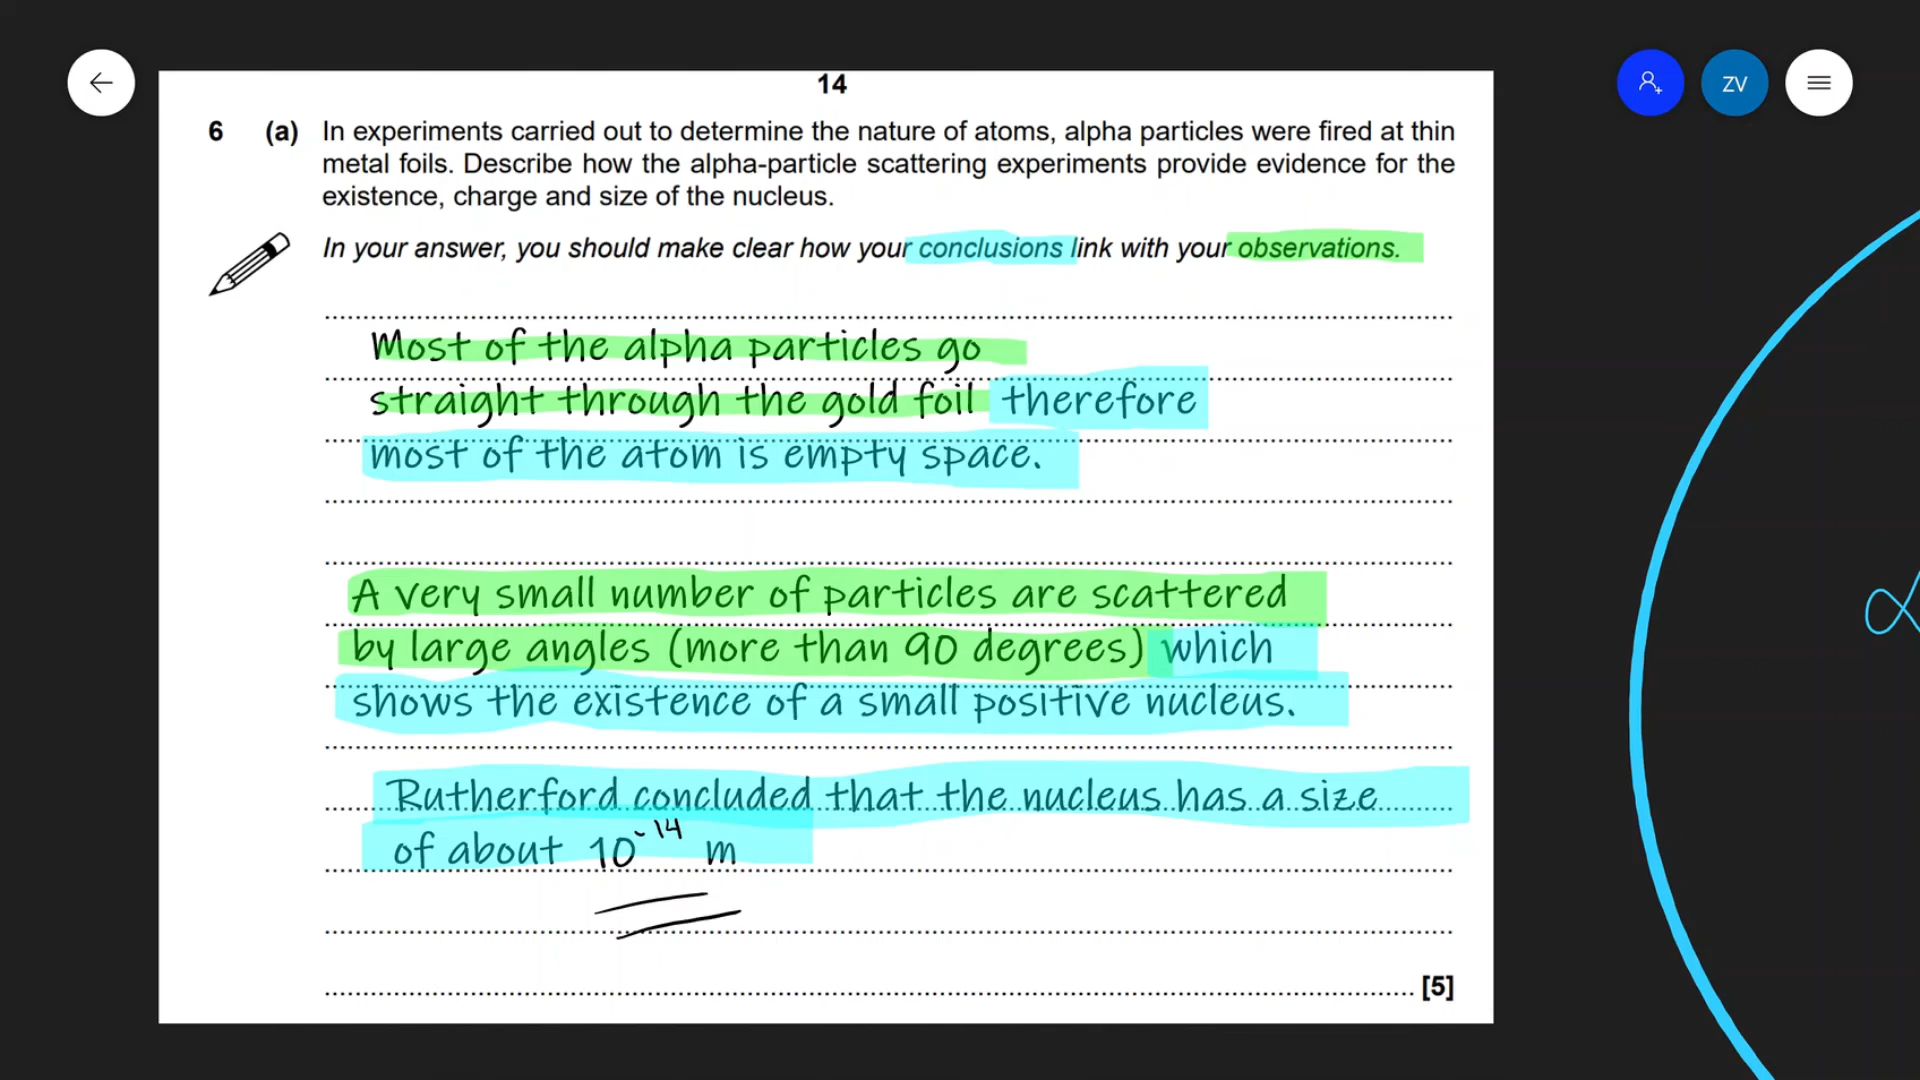 14
ZV
6 (a) In experiments carried out to determine the nature of atoms, alpha particles were fired at thin
metal foils. Describe how the alpha-particle scattering experiments provide evidence for the
existence, charge and size of the nucleus.
In your answer, you should make clear how your conclusions link with your observations.
Most of the alpha particles go
straight through the gold foil therefore
most of the atom is empty space.
A very small number of particles are scattered
by large angles (more than 90 degrees) which
shows the existence of a small positive nucleus.
Rutherford concluded that the nucleus has a size
of about 10⁻¹⁴ m
[5]
α